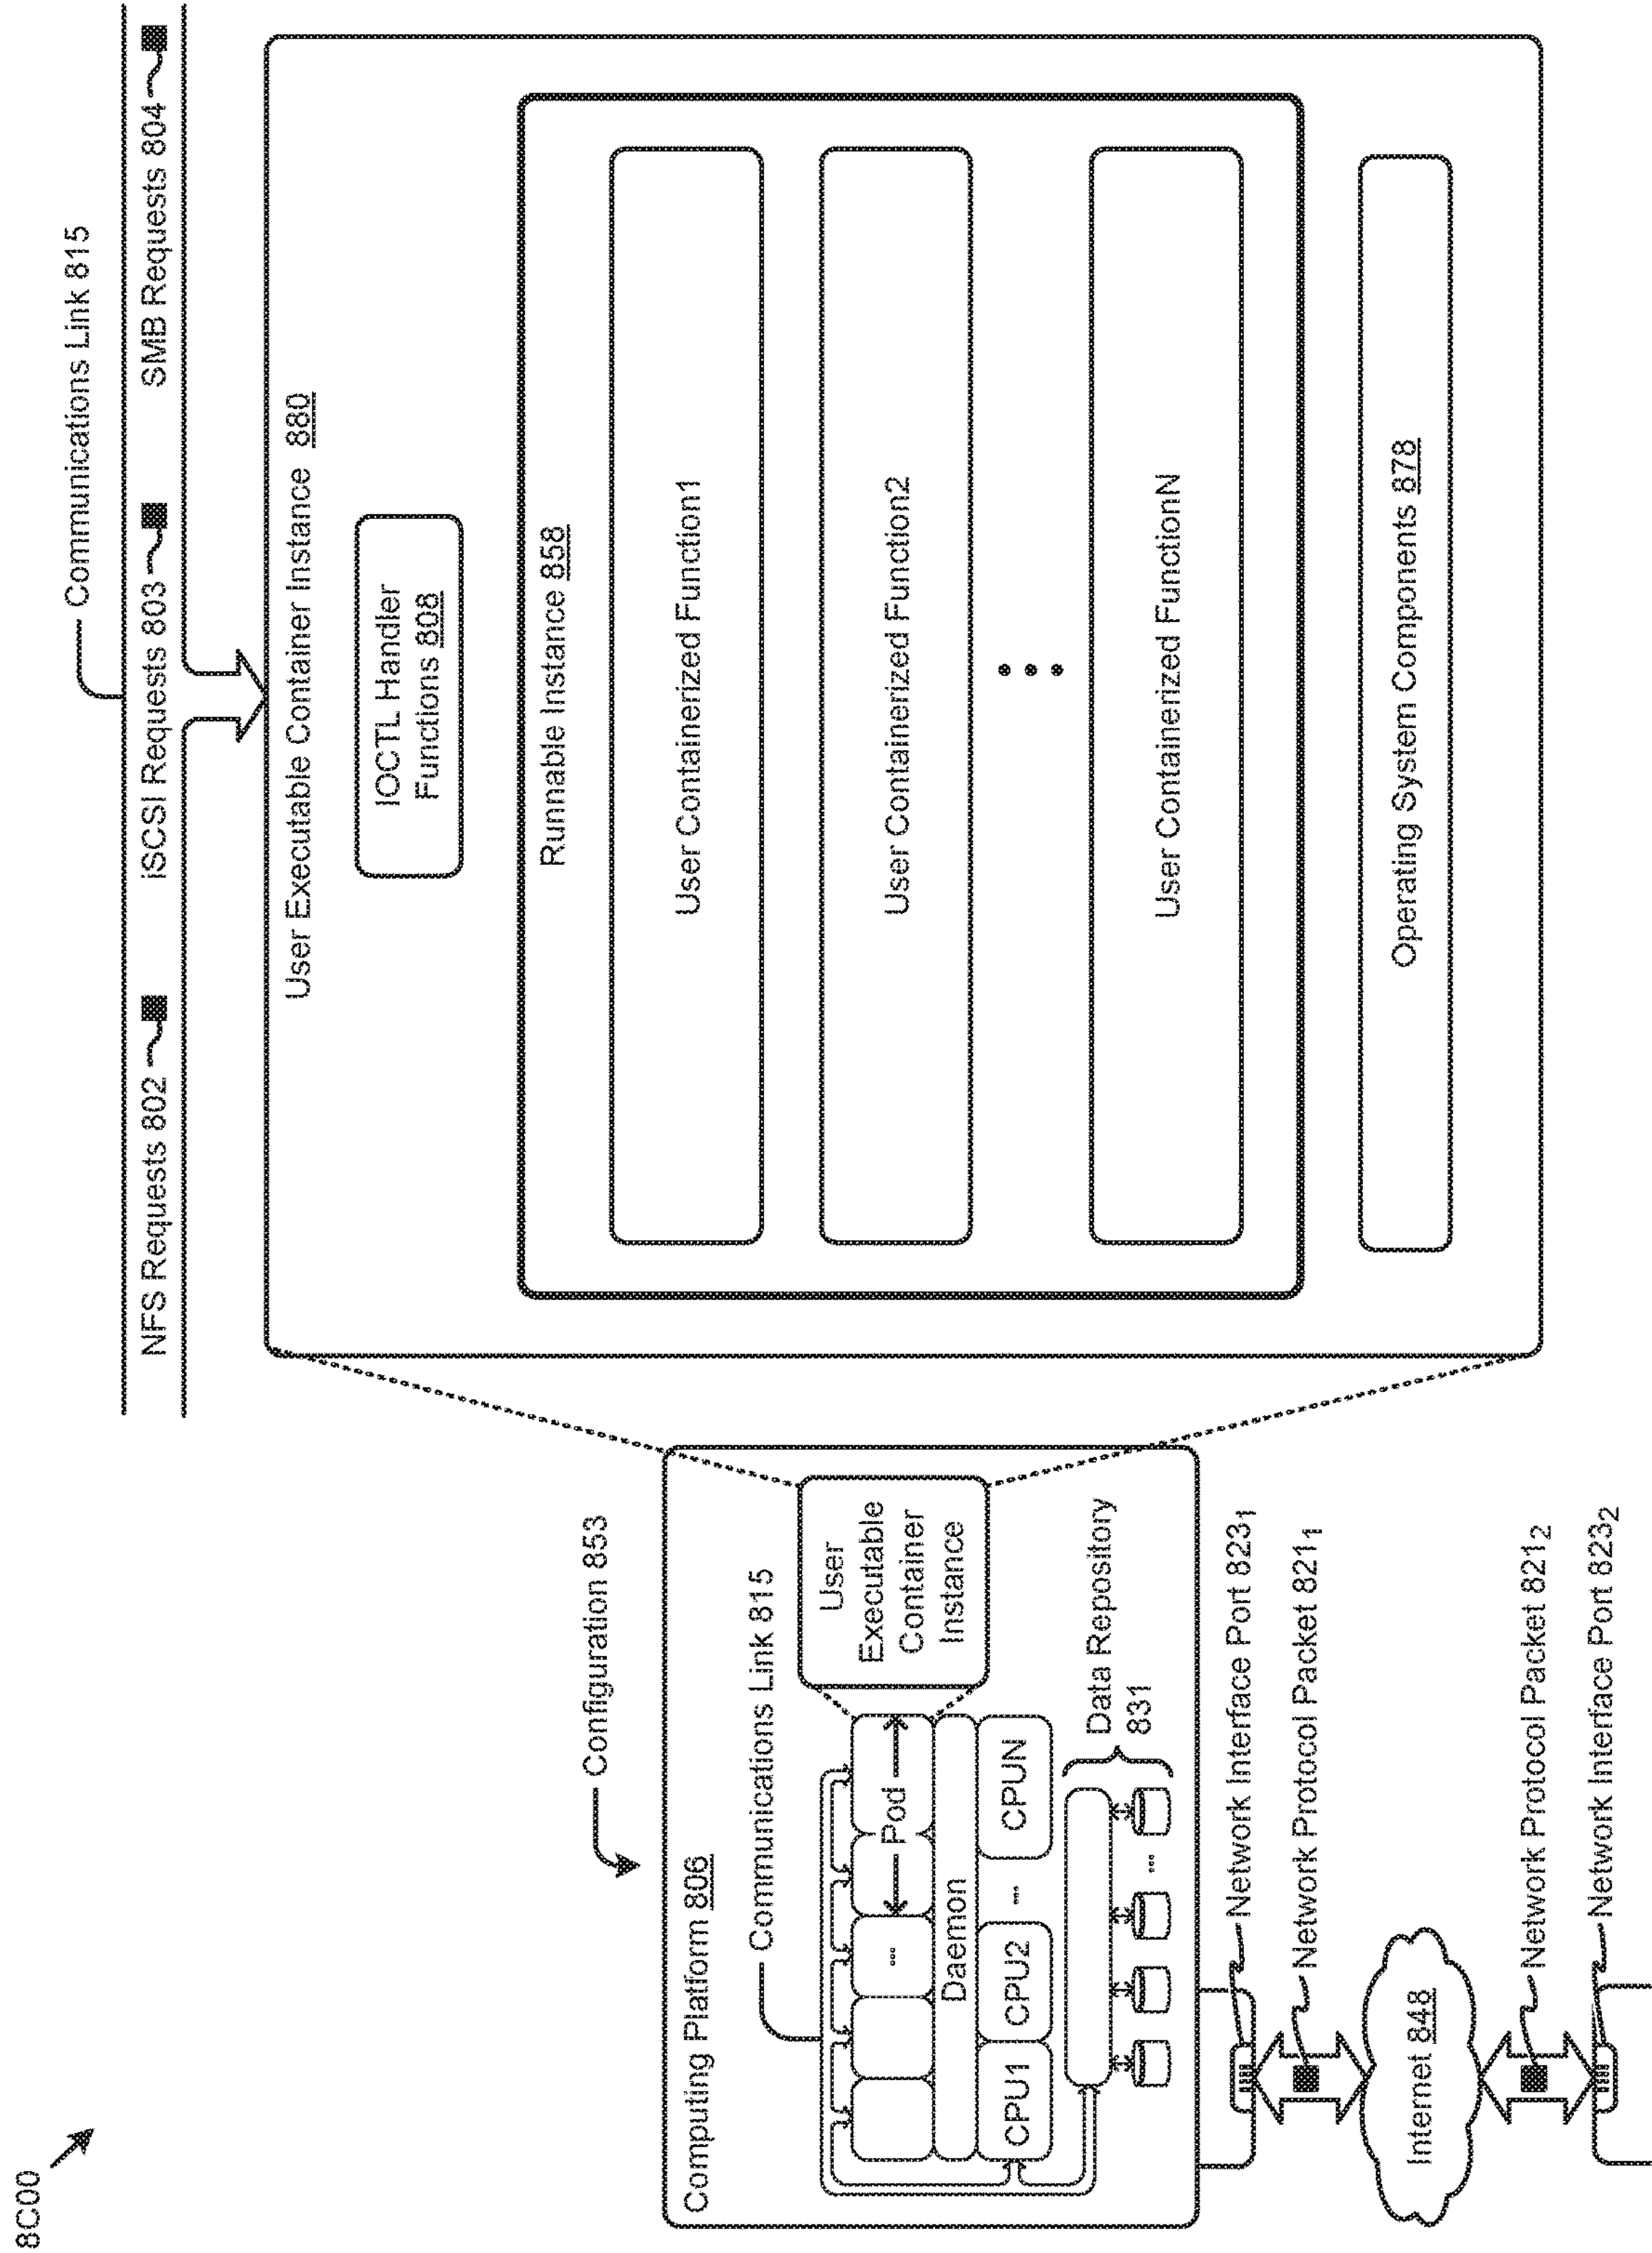 8C00
Communications Link 815
NFS Requests 802
iSCSI Requests 803
SMB Requests 804
Configuration 853
Computing Platform 806
Communications Link 815
...
Pod
Daemon
CPU1
CPU2
...
CPUN
User
Executable
Container
Instance
Data Repository
831
...
Network Interface Port 823₁
Network Protocol Packet 821₁
Internet 848
Network Protocol Packet 821₂
Network Interface Port 823₂
User Executable Container Instance 880
IOCTL Handler
Functions 808
Runnable Instance 858
User Containerized Function1
User Containerized Function2
...
User Containerized FunctionN
Operating System Components 878